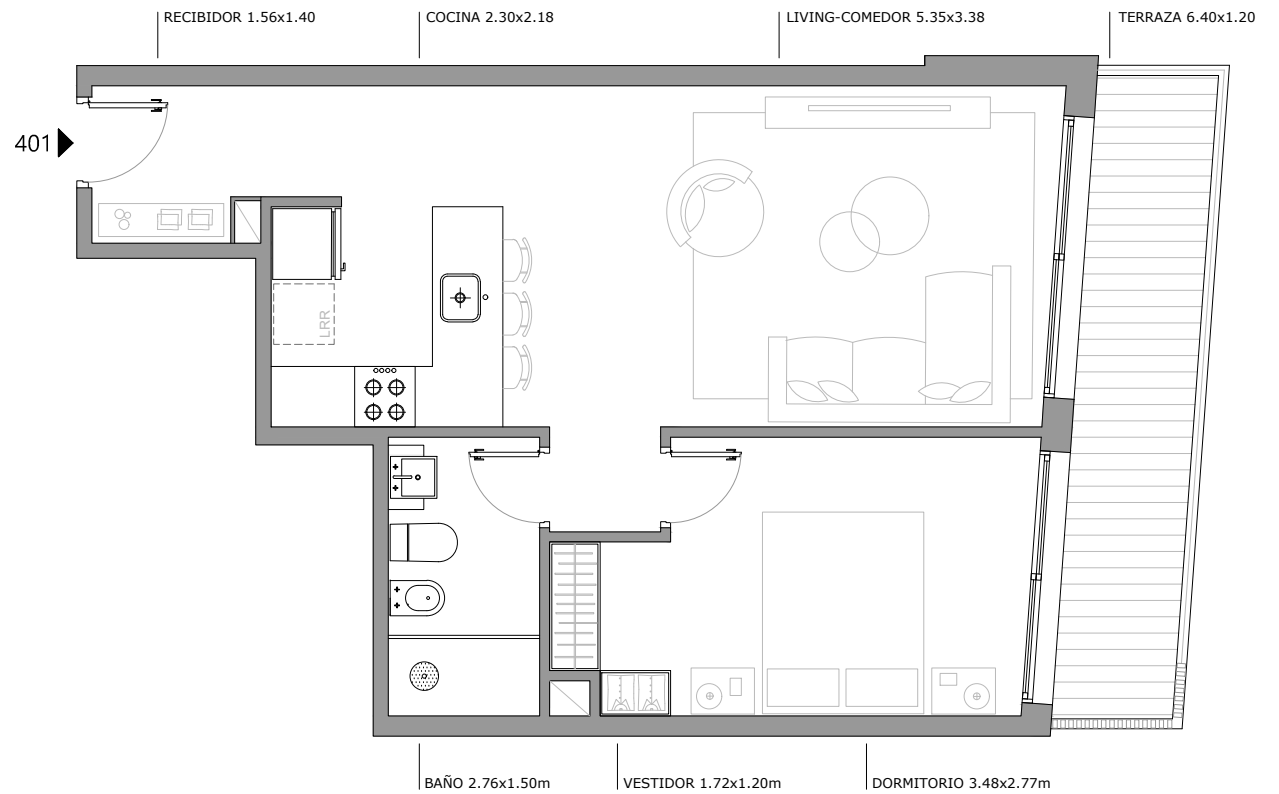 RECIBIDOR 1.56x1.40
COCINA 2.30x2.18
LIVING-COMEDOR 5.35x3.38
TERRAZA 6.40x1.20
401
LRR
BAÑO 2.76x1.50m
VESTIDOR 1.72x1.20m
DORMITORIO 3.48x2.77m